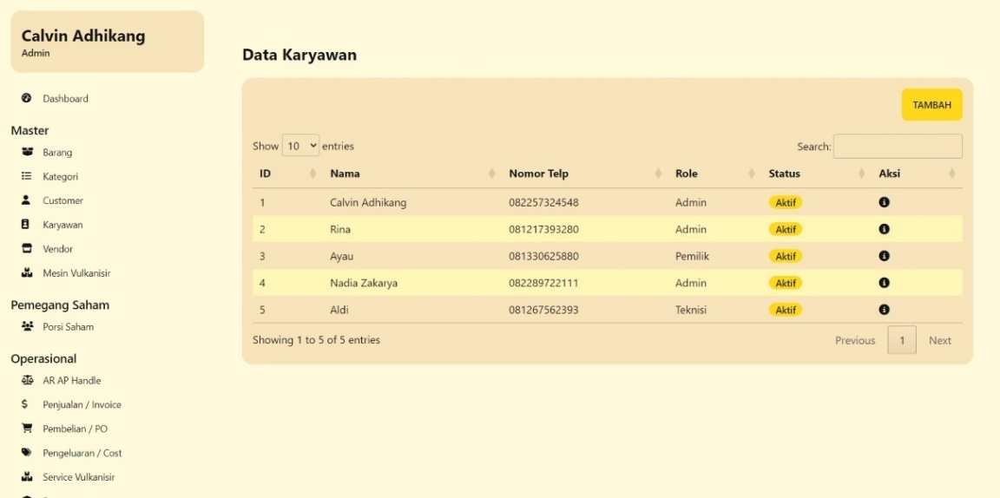 Calvin Adhikang
Admin
Dashboard
Master
Barang
Kategori
Customer
Karyawan
Vendor
Mesin Vulkanisir
Pemegang Saham
Porsi Saham
Operasional
AR AP Handle
Penjualan / Invoice
Pembelian / PO
Pengeluaran / Cost
Service Vulkanisir
Data Karyawan
TAMBAH
Show 10 entries Search:
ID Nama Nomor Telp Role Status Aksi
1 Calvin Adhikang 082257324548 Admin Aktif
2 Rina 081217393280 Admin Aktif
3 Ayau 081330625880 Pemilik Aktif
4 Nadia Zakarya 082289722111 Admin Aktif
5 Aldi 081267562393 Teknisi Aktif
Showing 1 to 5 of 5 entries Previous 1 Next